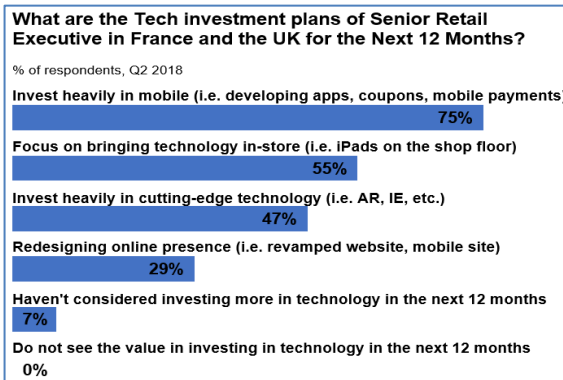 What are the Tech investment plans of Senior Retail
Executive in France and the UK for the Next 12 Months?
% of respondents, Q2 2018
Invest heavily in mobile (i.e. developing apps, coupons, mobile payments)
75%
Focus on bringing technology in-store (i.e. iPads on the shop floor)
55%
Invest heavily in cutting-edge technology (i.e. AR, IE, etc.)
47%
Redesigning online presence (i.e. revamped website, mobile site)
29%
Haven't considered investing more in technology in the next 12 months
7%
Do not see the value in investing in technology in the next 12 months
0%